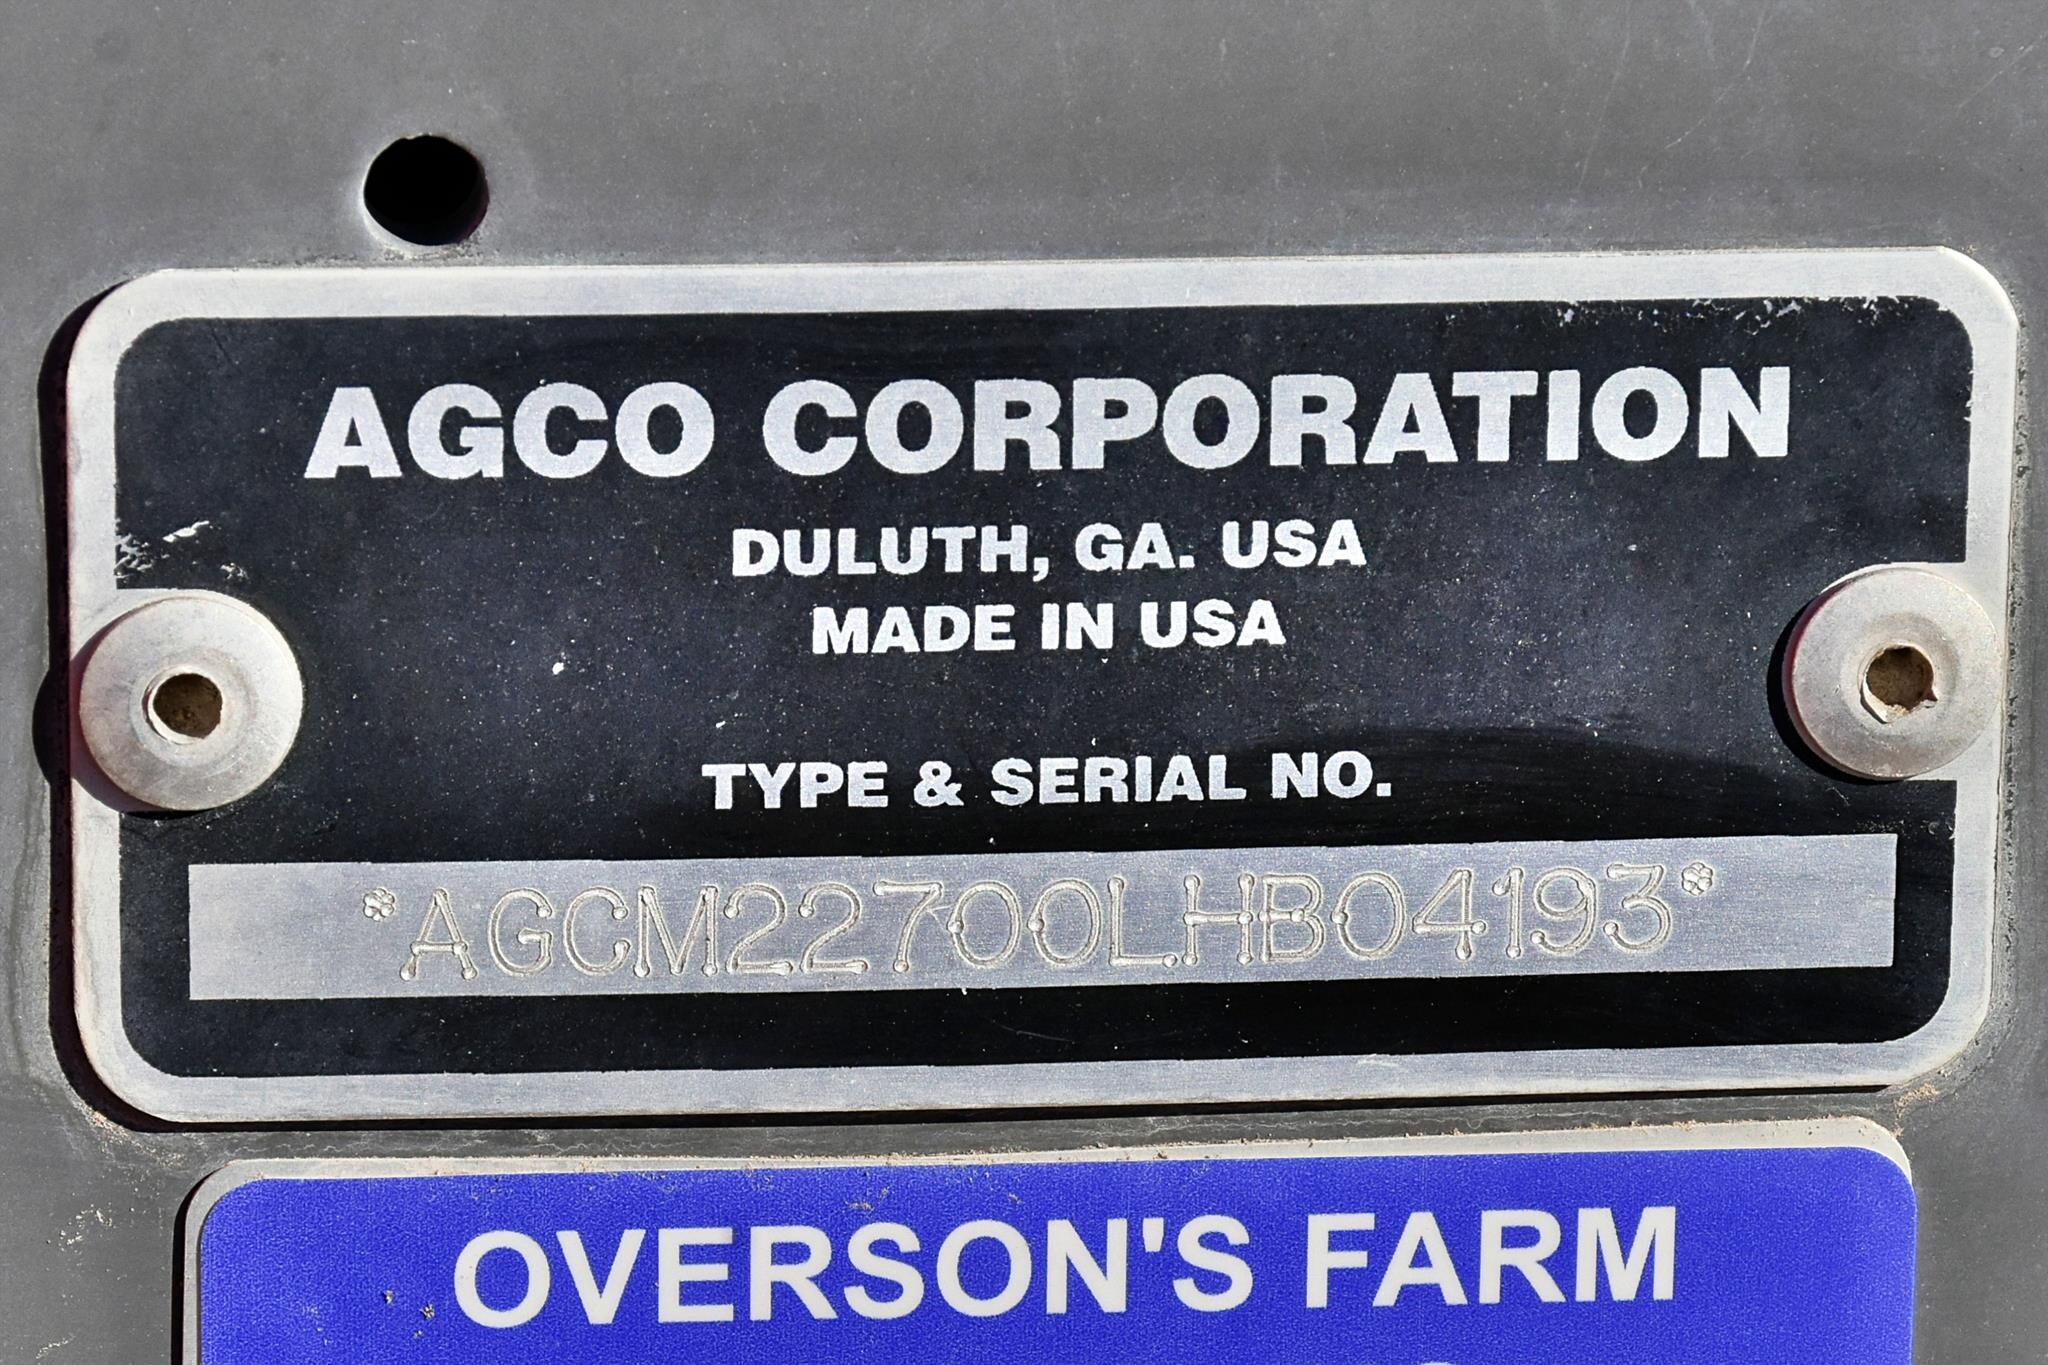 AGCO CORPORATION
DULUTH, GA. USA
MADE IN USA
TYPE & SERIAL NO.
*AGCM22700LHB04193*
OVERSON'S FARM